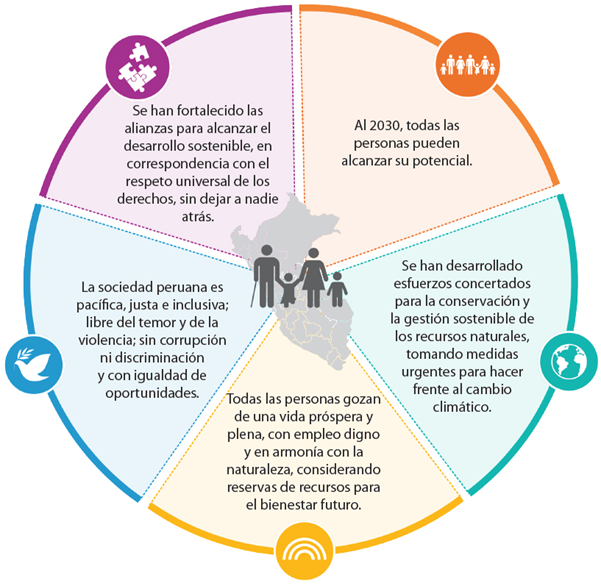 Se han fortalecido las
alianzas para alcanzar el
desarrollo sostenible, en
correspondencia con el
respeto universal de los
derechos, sin dejar a nadie
atrás.
Al 2030, todas las
personas pueden
alcanzar su potencial.
La sociedad peruana es
pacífica, justa e inclusiva;
libre del temor y de la
violencia; sin corrupción
ni discriminación
y con igualdad de
oportunidades.
Se han desarrollado
esfuerzos concertados
para la conservación y
la gestión sostenible de
los recursos naturales,
tomando medidas
urgentes para hacer
frente al cambio
climático.
Todas las personas gozan
de una vida próspera y
plena, con empleo digno
y en armonía con la
naturaleza, considerando
reservas de recursos para
el bienestar futuro.